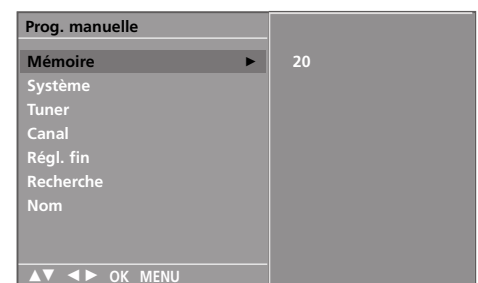 Prog. manuelle
Mémoire ► 20
Système
Tuner
Canal
Régl. fin
Recherche
Nom
▲▼ ◄► OK MENU